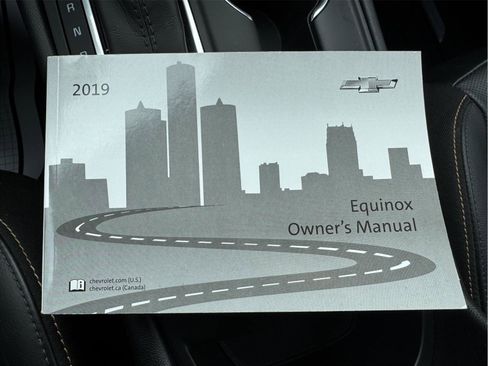 R
N
2019
Equinox
Owner's Manual
chevrolet.com (U.S.)
chevrolet.ca (Canada)